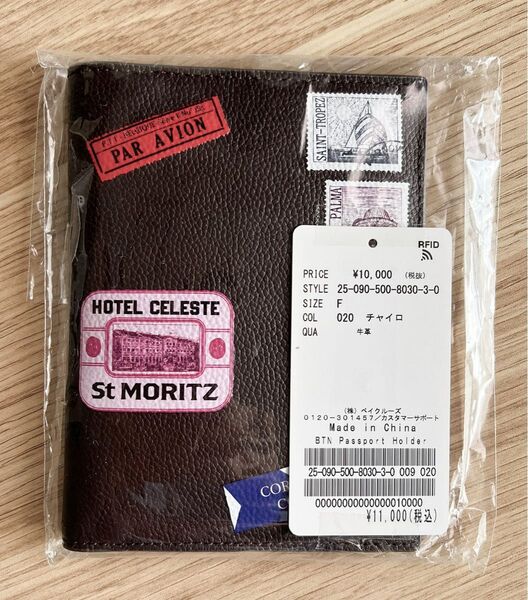 PAR AVION
SAINT-TROPEZ
PALMA
HOTEL CELESTE
St MORITZ
COR
C
RFID
PRICE ¥10,000 (税抜)
STYLE 25-090-500-8030-3-0
SIZE F
COL 020 チャイロ
QUA 牛革
(株) ベイクルーズ
0120-301457/カスタマーサポート
Made in China
BTN Passport Holder
25-090-500-8030-3-0 009 020
00000000000000010000
¥11,000(税込)